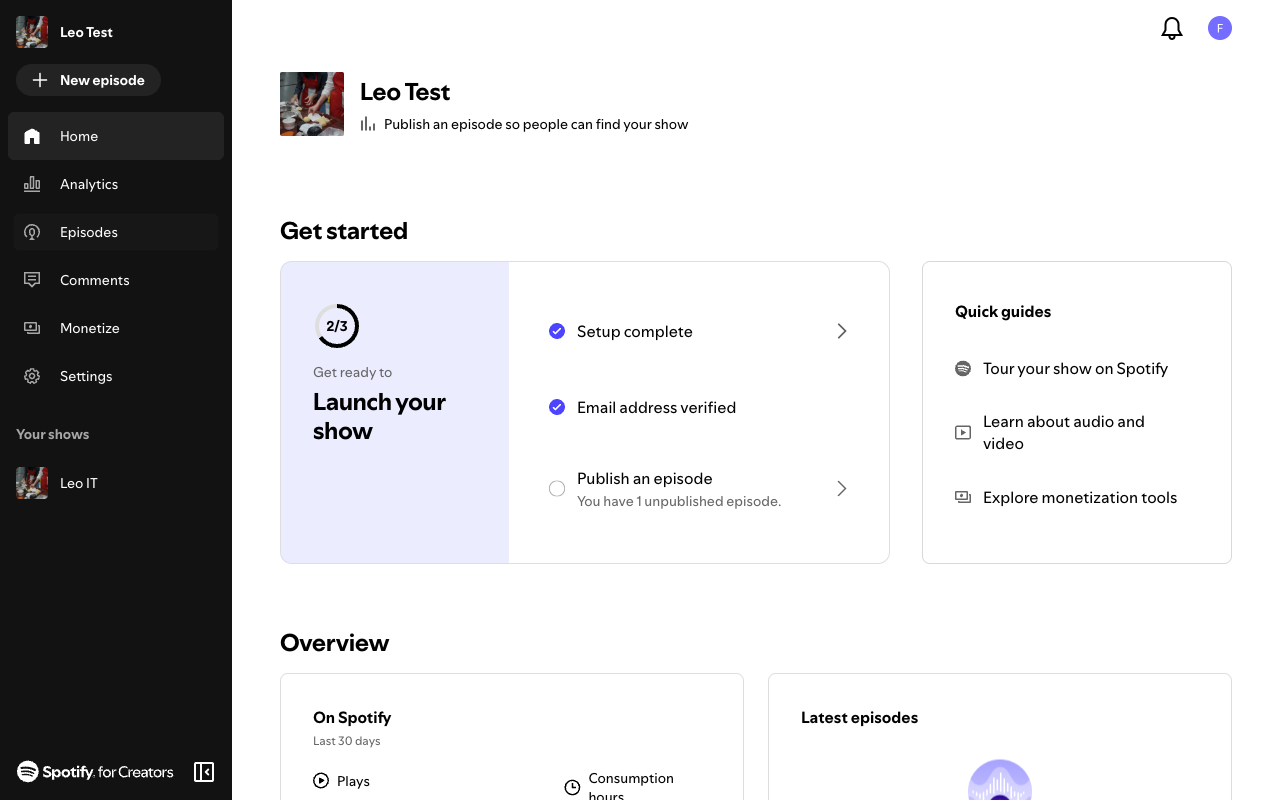 Leo Test
New episode
Home
Analytics
Episodes
Comments
Monetize
Settings
Your shows
Leo IT
Spotify for Creators
F
Leo Test
Publish an episode so people can find your show
Get started
2/3
Get ready to
Launch your
show
Setup complete
Email address verified
Publish an episode
You have 1 unpublished episode.
Quick guides
Tour your show on Spotify
Learn about audio and
video
Explore monetization tools
Overview
On Spotify
Last 30 days
Plays
Consumption
hours
Latest episodes